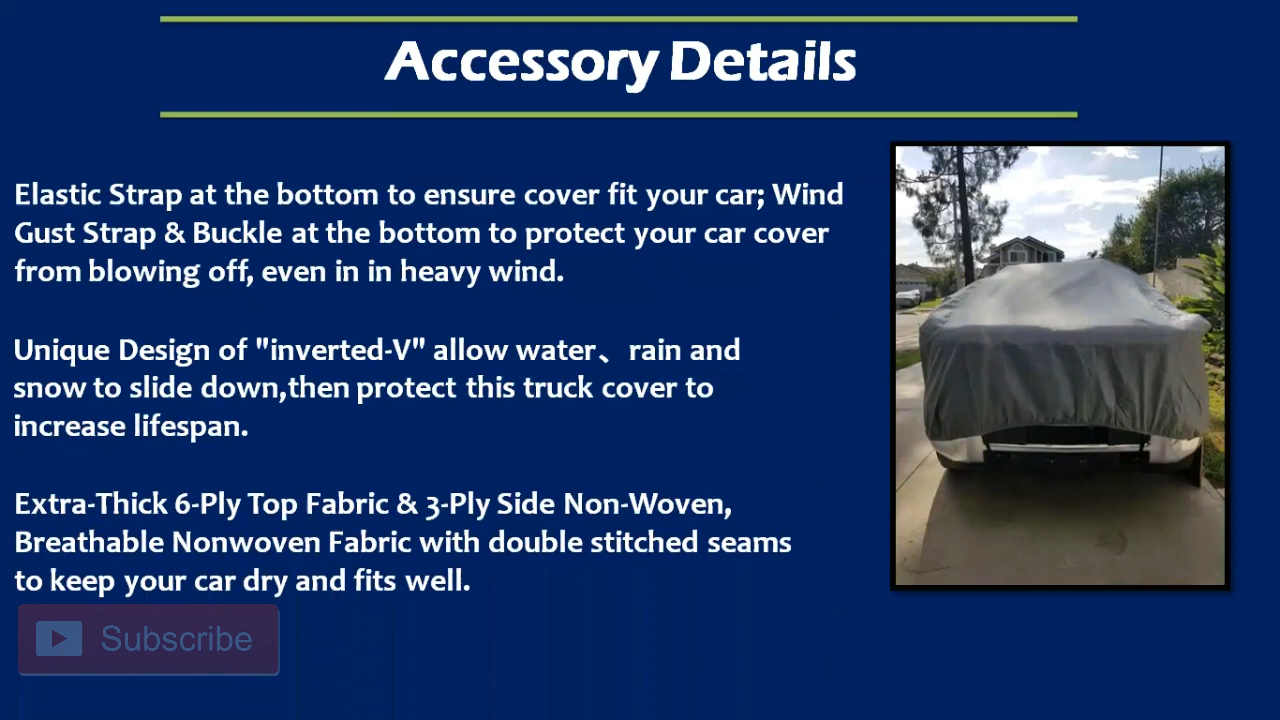 Accessory Details
Elastic Strap at the bottom to ensure cover fit your car; Wind
Gust Strap & Buckle at the bottom to protect your car cover
from blowing off, even in in heavy wind.
Unique Design of "inverted-V" allow water、rain and
snow to slide down,then protect this truck cover to
increase lifespan.
Extra-Thick 6-Ply Top Fabric & 3-Ply Side Non-Woven,
Breathable Nonwoven Fabric with double stitched seams
to keep your car dry and fits well.
Subscribe